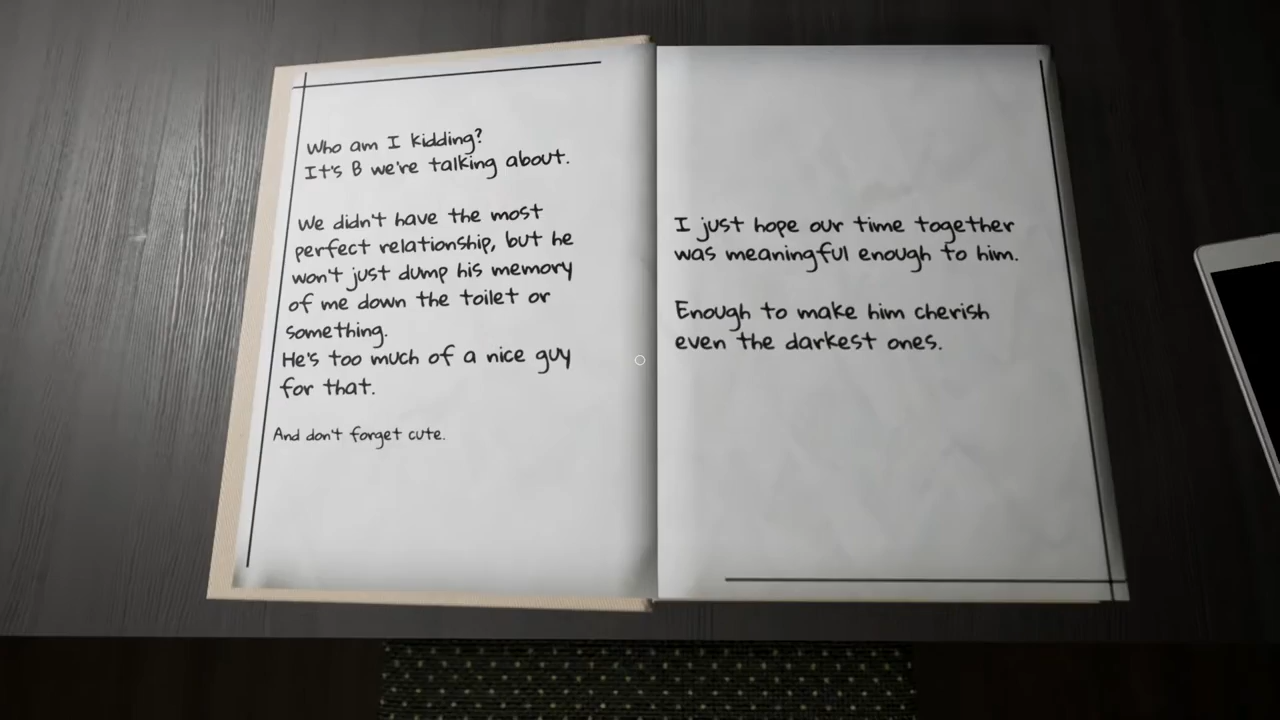 Who am I kidding?
It's B we're talking about.
We didn't have the most
perfect relationship, but he
won't just dump his memory
of me down the toilet or
something.
He's too much of a nice guy
for that.
And don't forget cute.
I just hope our time together
was meaningful enough to him.
Enough to make him cherish
even the darkest ones.